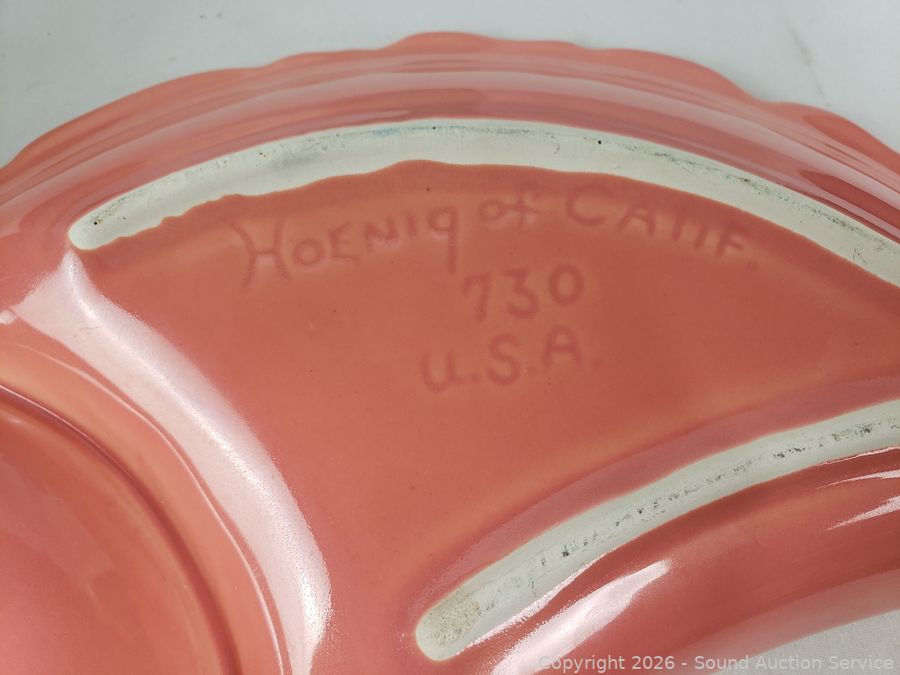 HOENIG of CALIF.
730
U.S.A.
Copyright 2026 - Sound Auction Service